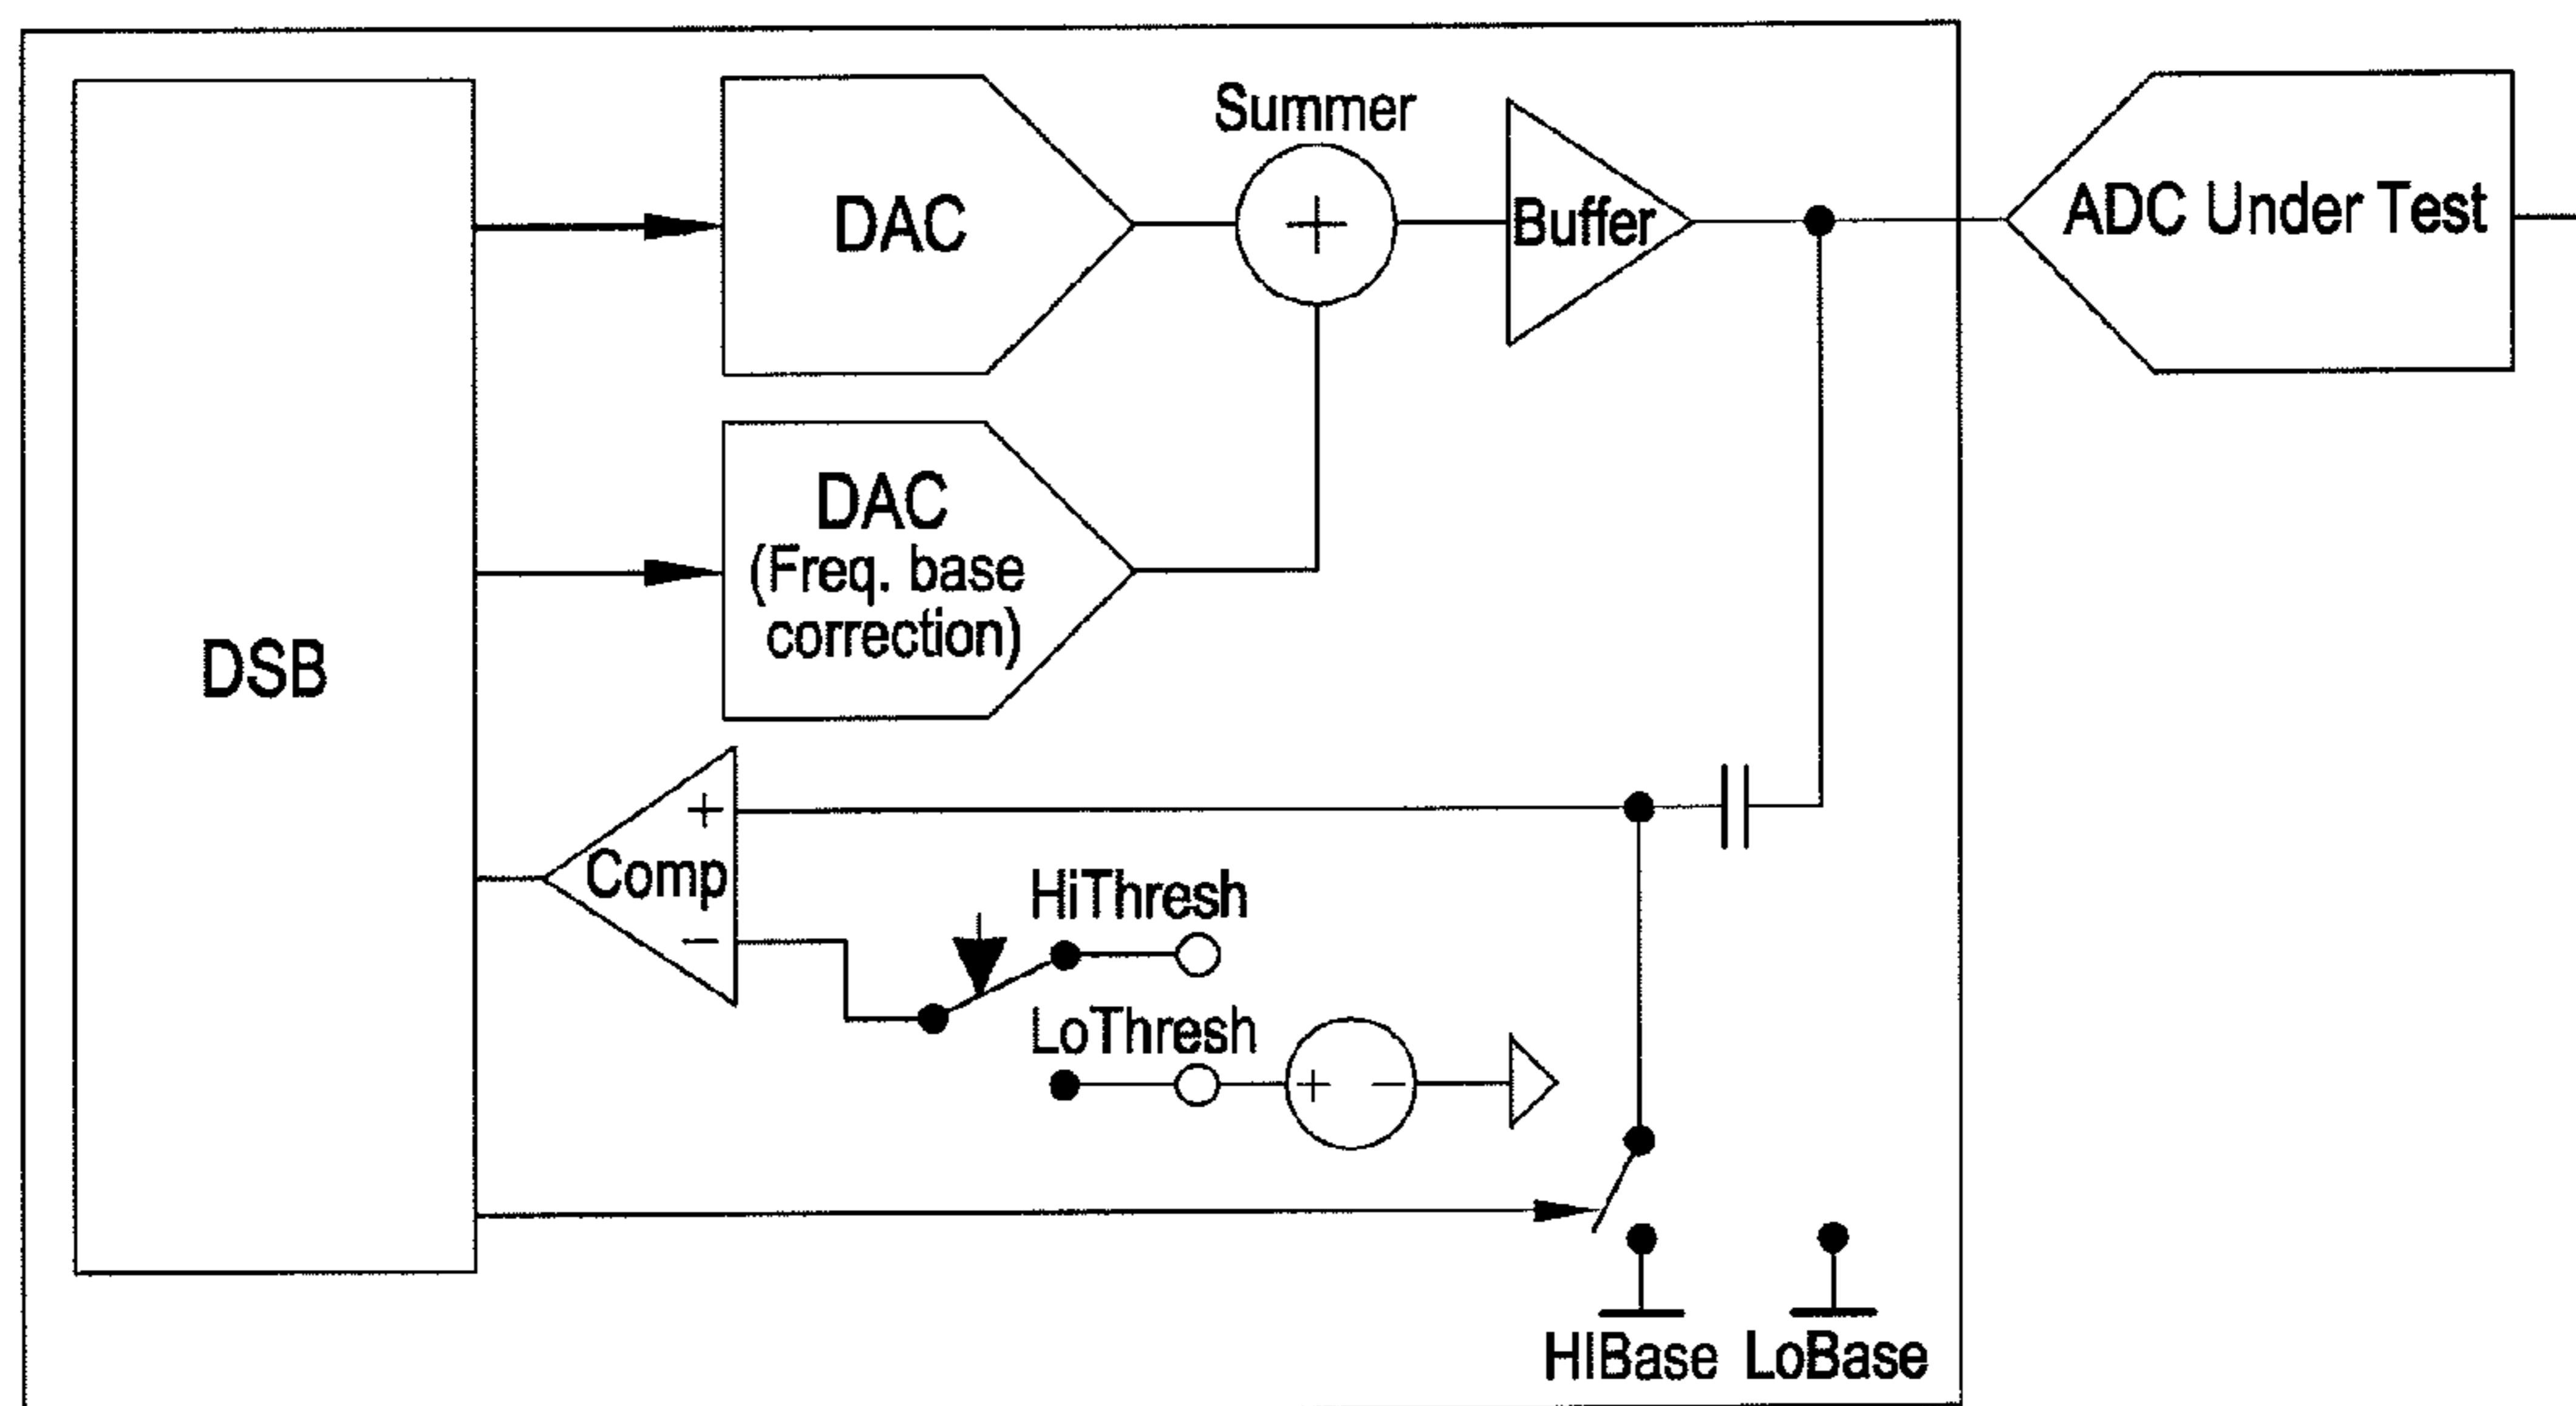 Summer
DAC
Buffer
ADC Under Test
DAC
(Freq. base
correction)
DSB
+
+
Comp
−
HiThresh
LoThresh
+ −
HIBase LoBase